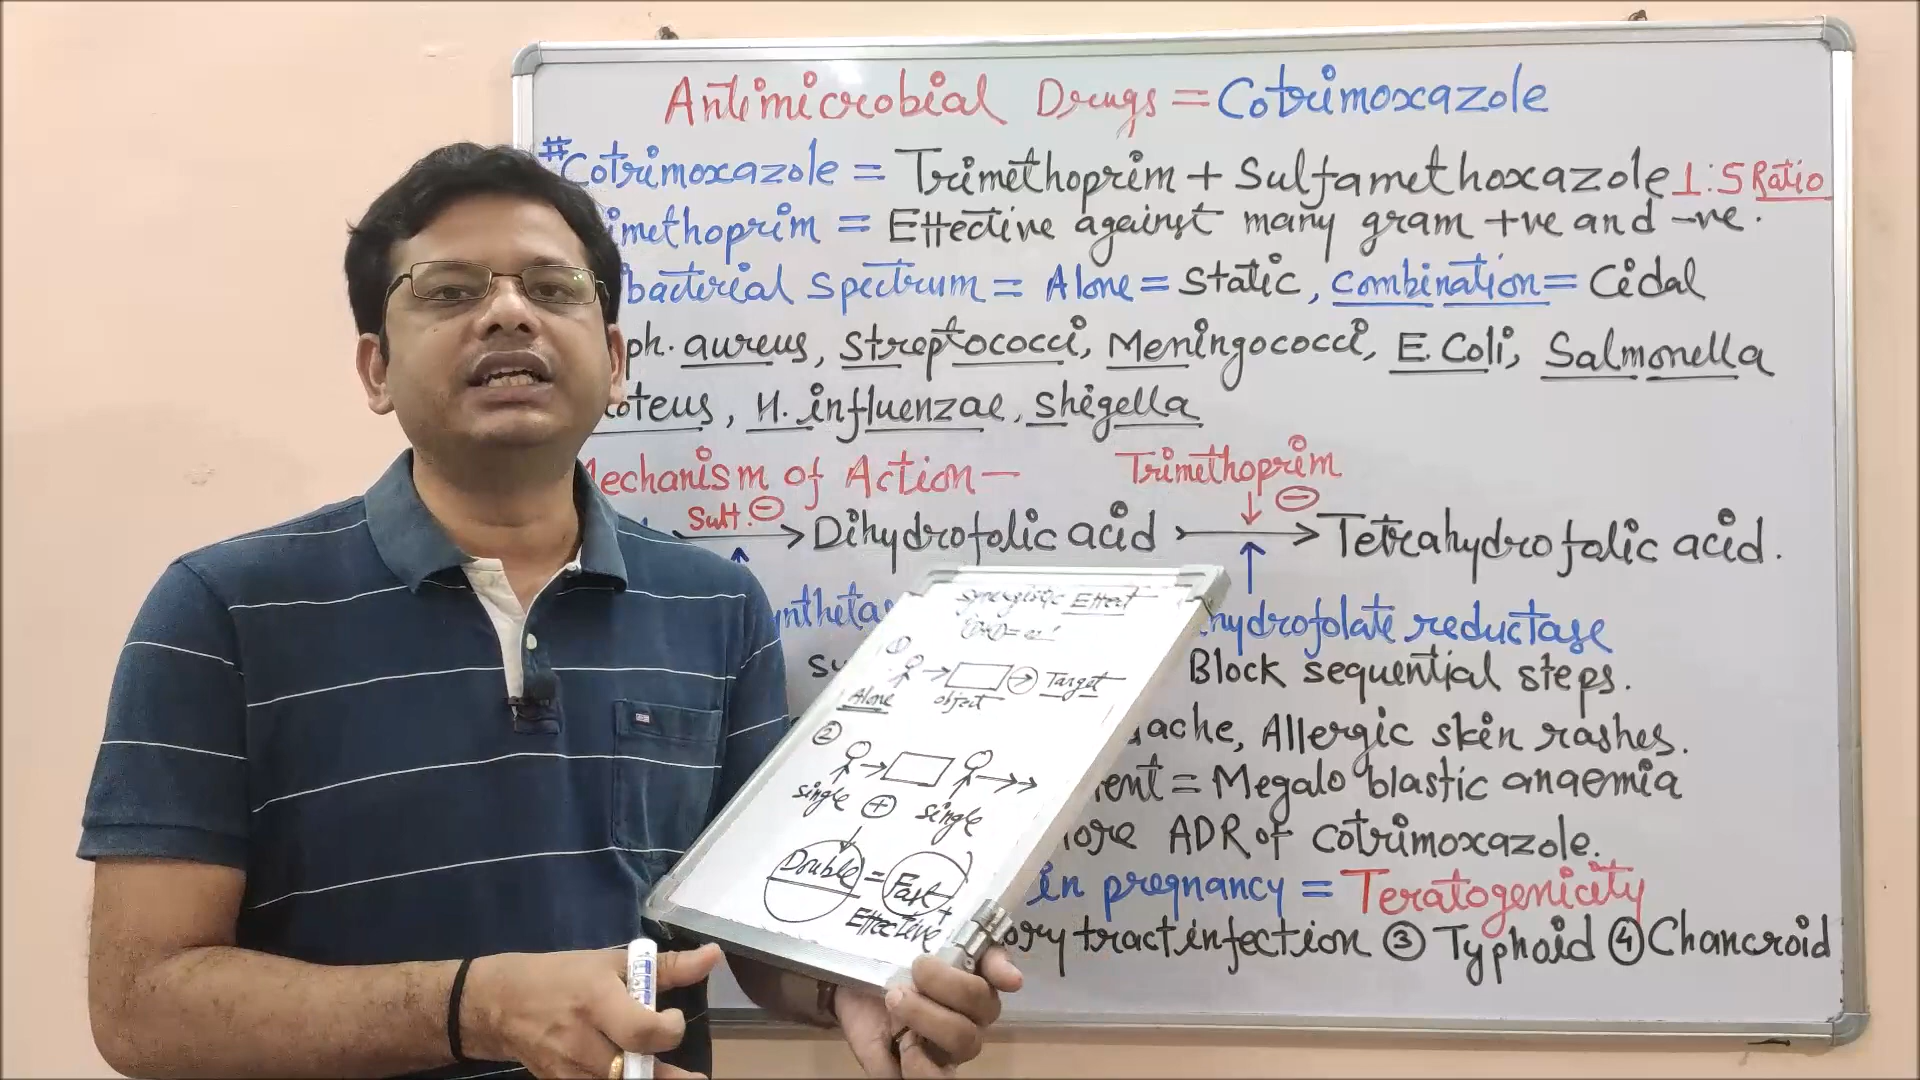 Antimicrobial Drugs = Cotrimoxazole
# Cotrimoxazole = Trimethoprim + Sulfamethoxazole 1:5 Ratio
imethoprim = Effective against many gram +ve and -ve.
bacterial spectrum = Alone = Static, Combination = Cidal
ph. aureus, Streptococci, Meningococci, E. Coli, Salmonella
oteus, H. influenzae, Shigella
Mechanism of Action — Trimethoprim
⊖ ⊖
Dihydrofolic acid → Tetrahydrofolic acid.
ntheta hydrofolate reductase
sy Block sequential steps.
ache, Allergic skin rashes.
ent = Megalo blastic anaemia
ore ADR of cotrimoxazole.
in pregnancy = Teratogenicity
ory tract infection ③ Typhoid ④ Chancroid
Synergistic Effect
①
→ → Target
Alone object
②
single + single
Double = Fast +
Effective